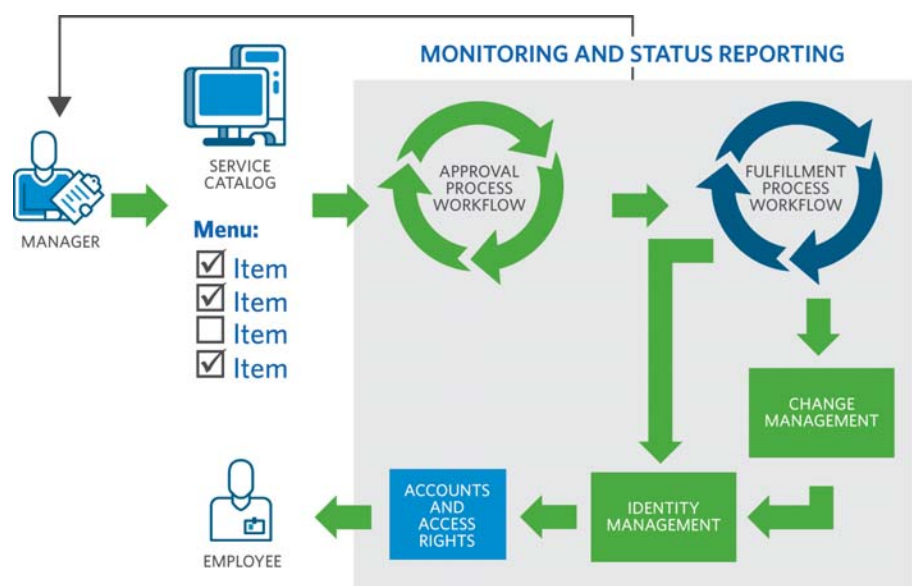 MONITORING AND STATUS REPORTING
MANAGER
SERVICE
CATALOG
Menu:
Item
Item
Item
Item
APPROVAL
PROCESS
WORKFLOW
FULFILLMENT
PROCESS
WORKFLOW
CHANGE
MANAGEMENT
IDENTITY
MANAGEMENT
ACCOUNTS
AND
ACCESS
RIGHTS
EMPLOYEE